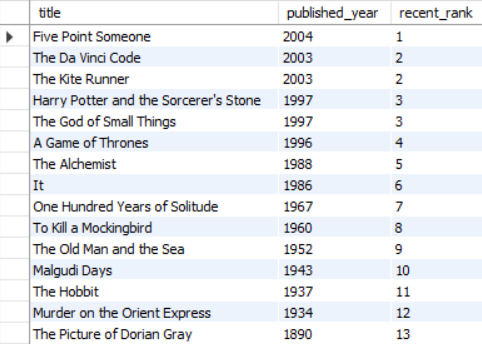 title published_year recent_rank
Five Point Someone 2004 1
The Da Vinci Code 2003 2
The Kite Runner 2003 2
Harry Potter and the Sorcerer's Stone 1997 3
The God of Small Things 1997 3
A Game of Thrones 1996 4
The Alchemist 1988 5
It 1986 6
One Hundred Years of Solitude 1967 7
To Kill a Mockingbird 1960 8
The Old Man and the Sea 1952 9
Malgudi Days 1943 10
The Hobbit 1937 11
Murder on the Orient Express 1934 12
The Picture of Dorian Gray 1890 13